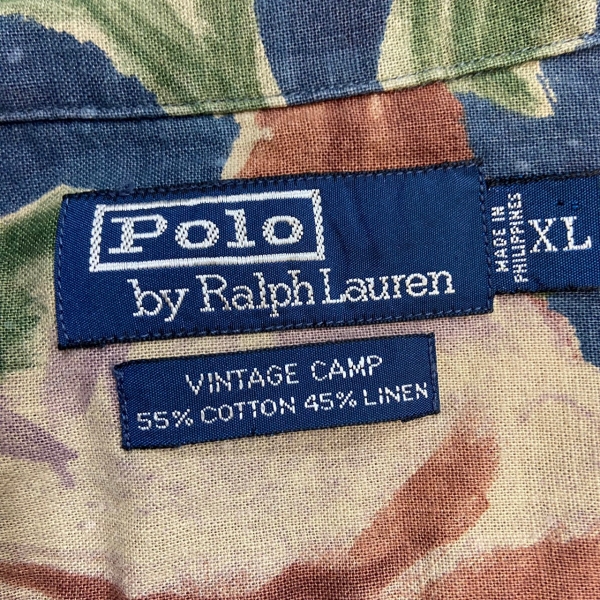 Polo
by Ralph Lauren
MADE IN
PHILIPPINES
XL
VINTAGE CAMP
55% COTTON 45% LINEN